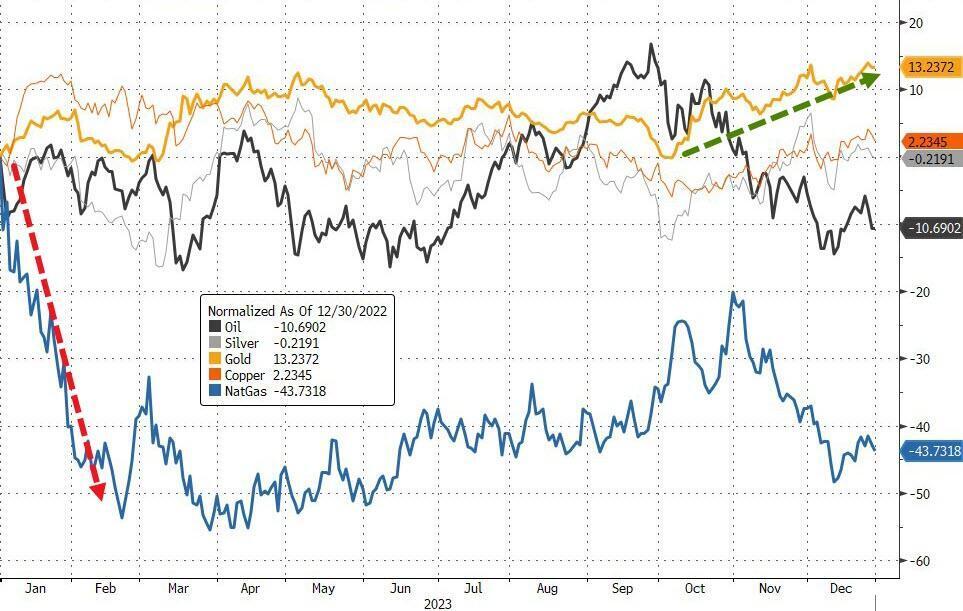 20
13.2372
10
2.2345
-0.2191
-10.6902
-20
Normalized As Of 12/30/2022
Oil -10.6902
Silver -0.2191
Gold 13.2372
Copper 2.2345
NatGas -43.7318
-30
-40
-43.7318
-50
-60
Jan Feb Mar Apr May Jun Jul Aug Sep Oct Nov Dec
2023